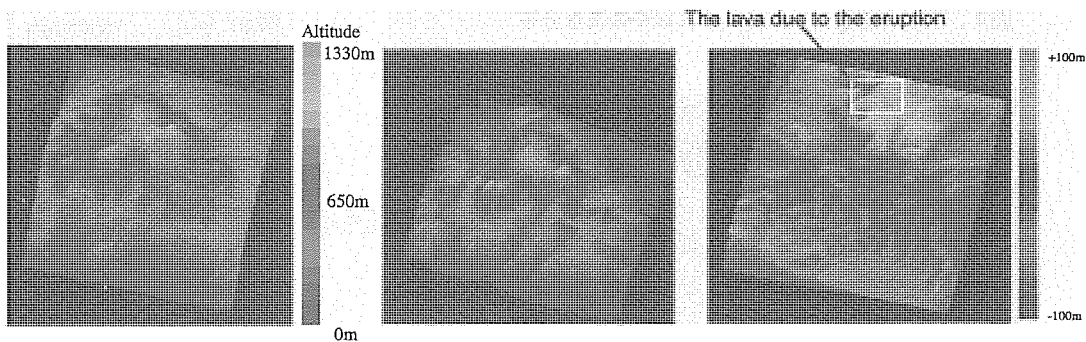 The lava due to the eruption
Altitude
1330m
650m
0m
+100m
-100m